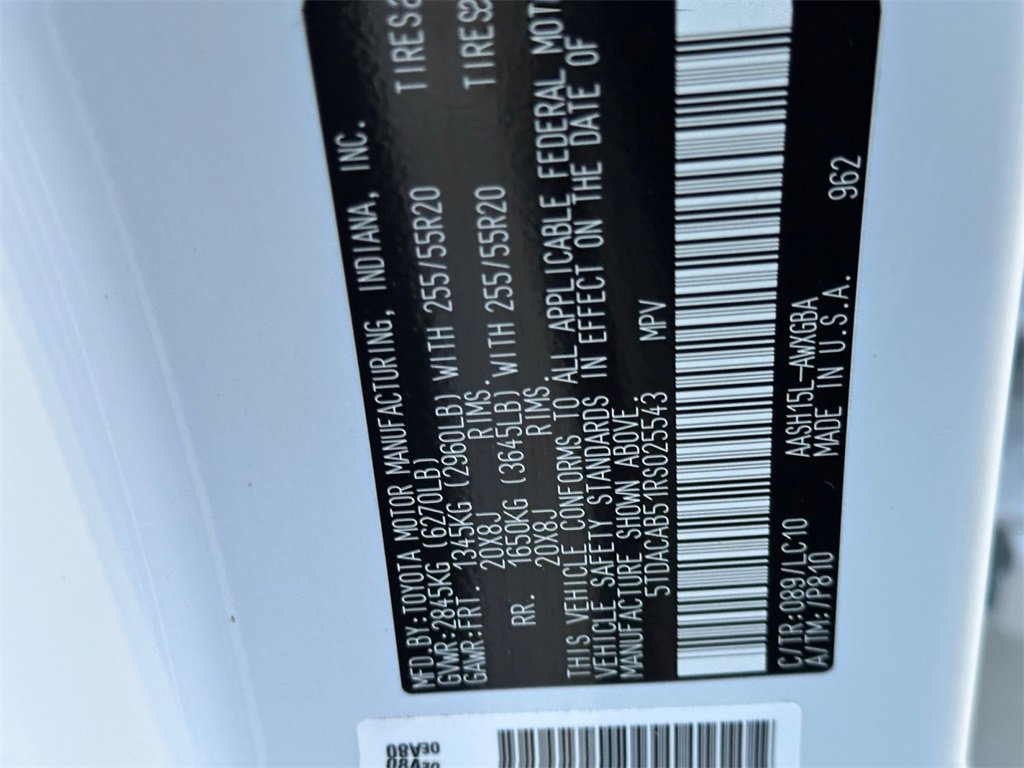 MFD.BY:TOYOTA MOTOR MANUFACTURING, INDIANA, INC.
GVWR:2845KG (6270LB)
GAWR:FRT. 1345KG (2960LB) WITH 255/55R20 TIRES
20X8J RIMS.
RR. 1650KG (3645LB) WITH 255/55R20 TIRES
20X8J RIMS.
THIS VEHICLE CONFORMS TO ALL APPLICABLE FEDERAL MOT
VEHICLE SAFETY STANDARDS IN EFFECT ON THE DATE OF
MANUFACTURE SHOWN ABOVE.
5TDACAB51RS025543 MPV
C/TR:089/LC10 AASH15L-AWXGBA 962
A/TM:/P810 MADE IN U.S.A.
0EA80